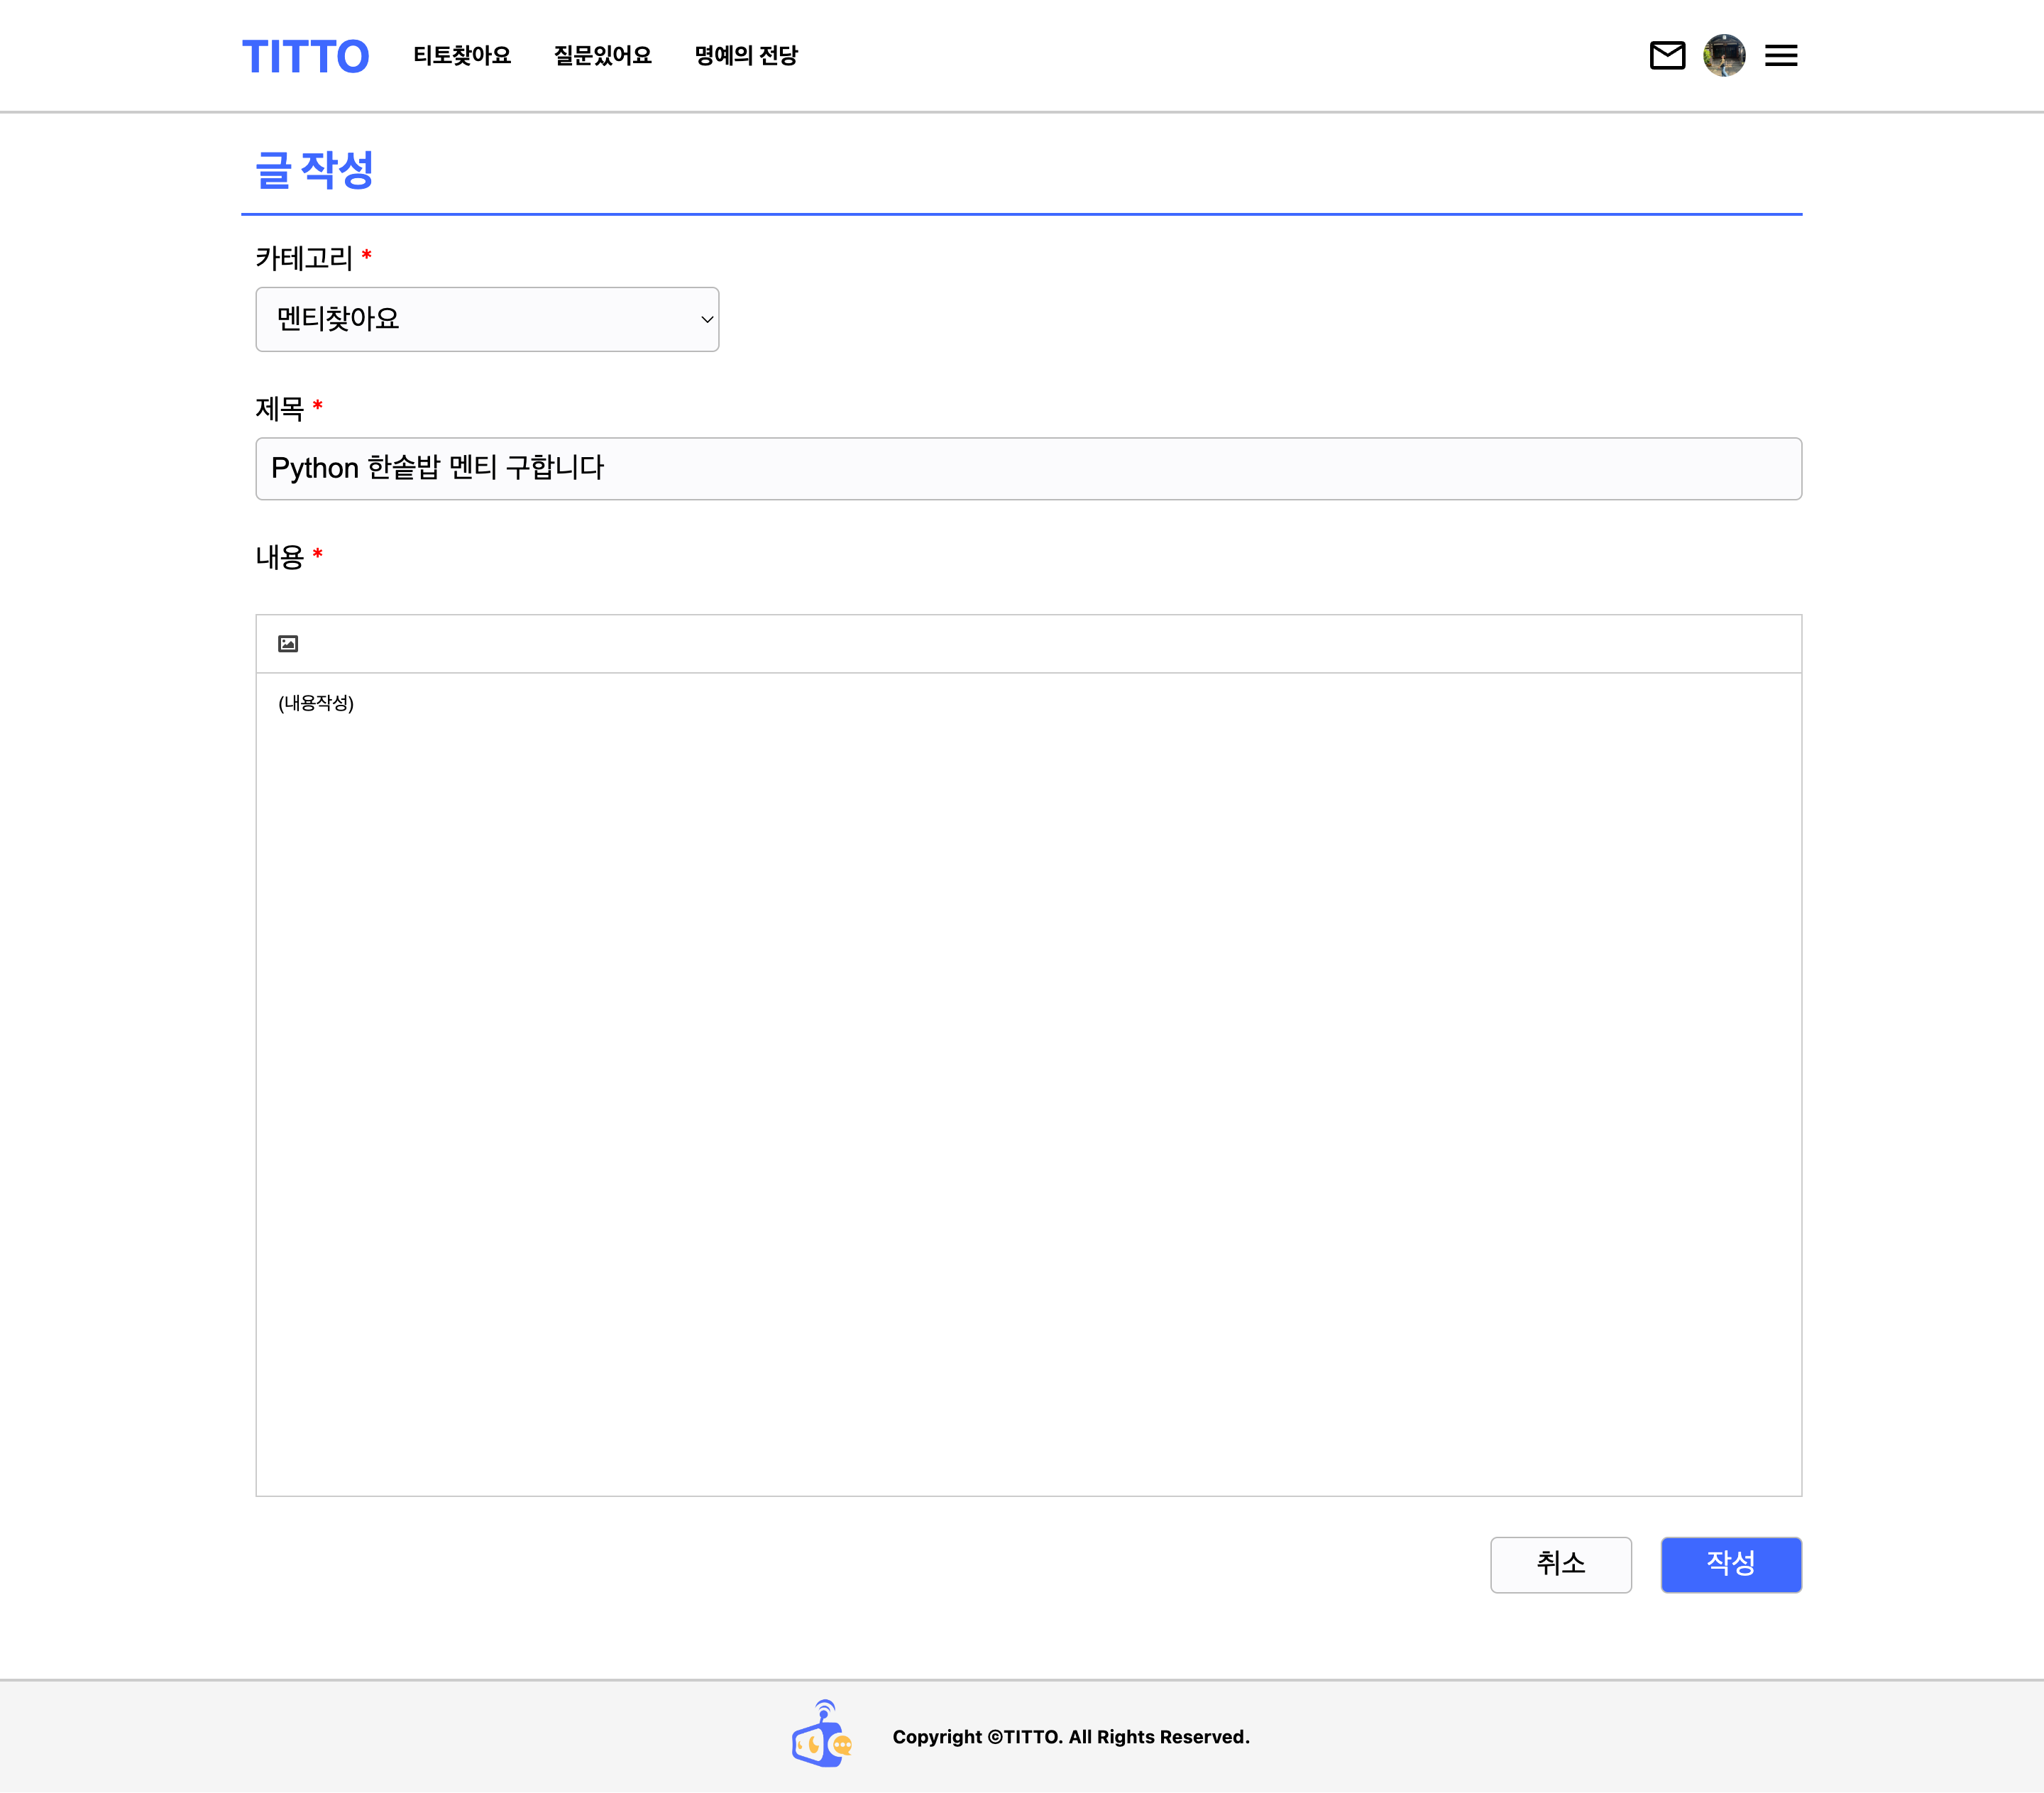 TITTO 티토찾아요 질문있어요 명예의 전당
글 작성
카테고리 *
멘티찾아요
제목 *
Python 한솥밥 멘티 구합니다
내용 *
(내용작성)
취소 작성
Copyright ©TITTO. All Rights Reserved.